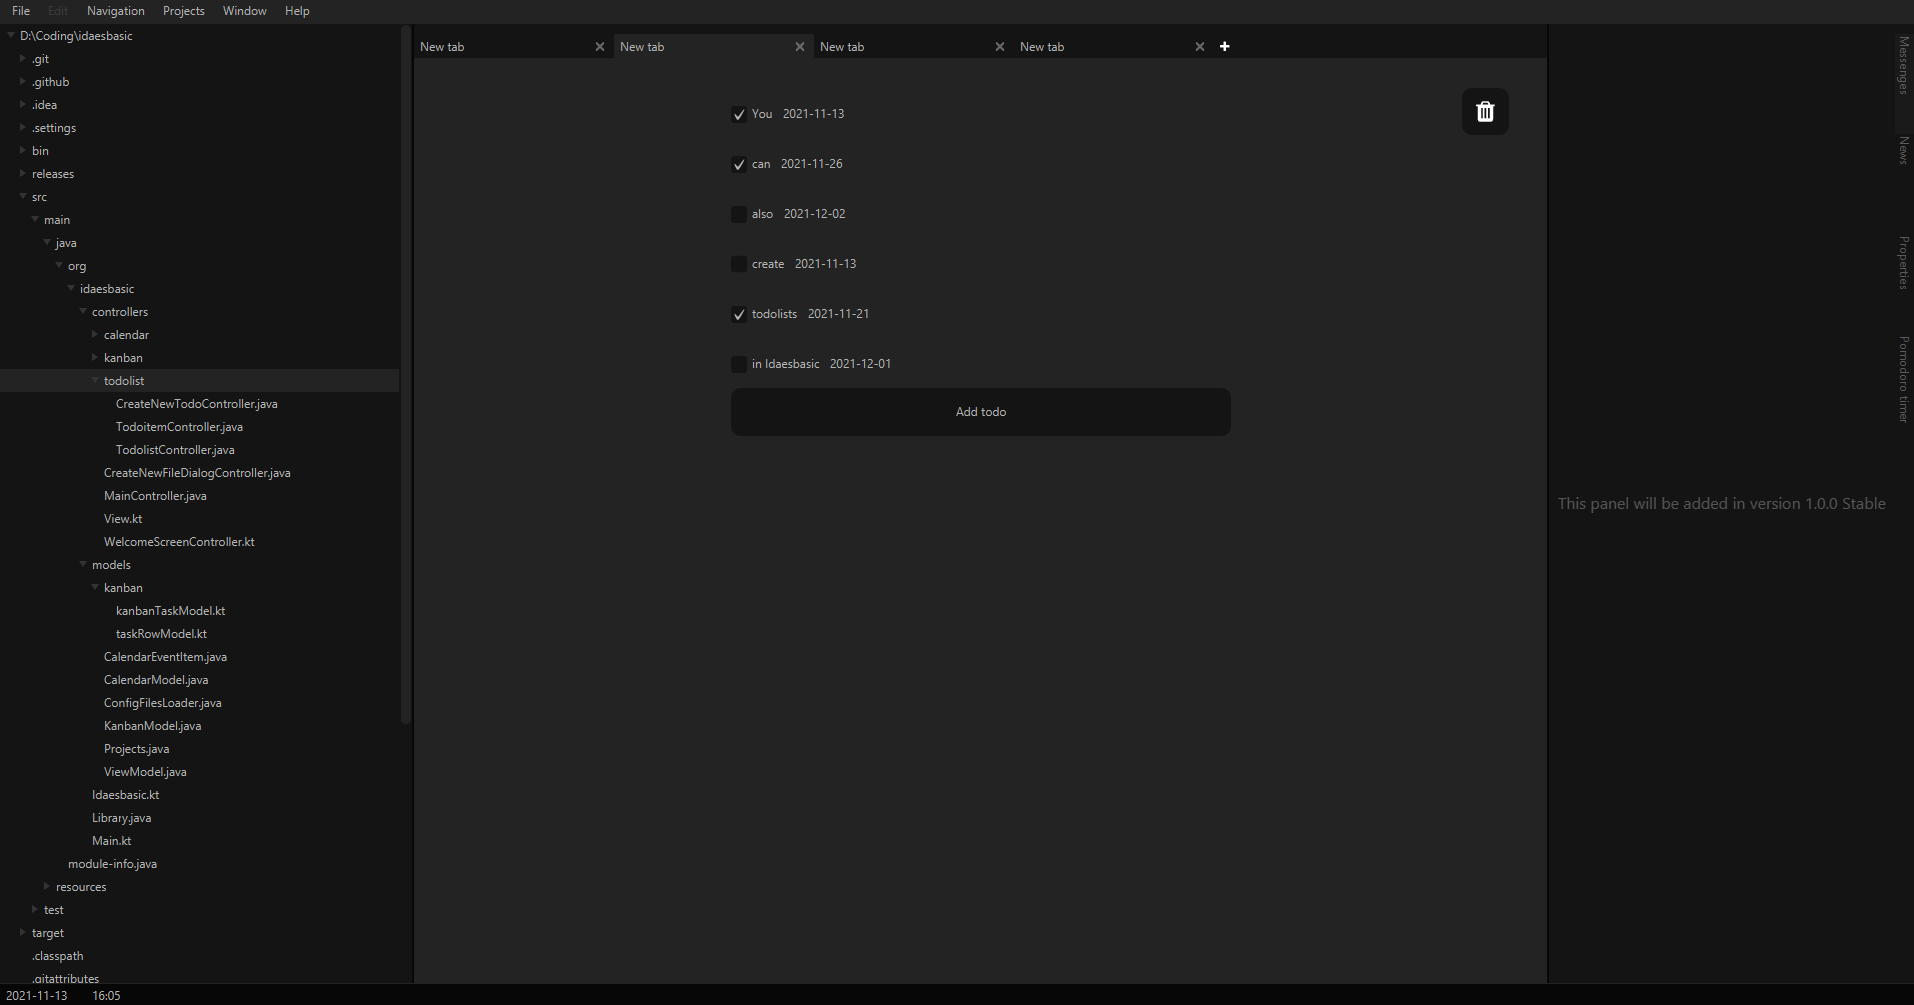 File Edit Navigation Projects Window Help
D:\Coding\idaesbasic
.git
.github
.idea
.settings
bin
releases
src
main
java
org
idaesbasic
controllers
calendar
kanban
todolist
CreateNewTodoController.java
TodoitemController.java
TodolistController.java
CreateNewFileDialogController.java
MainController.java
View.kt
WelcomeScreenController.kt
models
kanban
kanbanTaskModel.kt
taskRowModel.kt
CalendarEventItem.java
CalendarModel.java
ConfigFilesLoader.java
KanbanModel.java
Projects.java
ViewModel.java
Idaesbasic.kt
Library.java
Main.kt
module-info.java
resources
test
target
.classpath
.gitattributes
New tab New tab New tab New tab
You 2021-11-13
can 2021-11-26
also 2021-12-02
create 2021-11-13
todolists 2021-11-21
in Idaesbasic 2021-12-01
Add todo
This panel will be added in version 1.0.0 Stable
Messenges
News
Properties
Pomodoro timer
2021-11-13 16:05